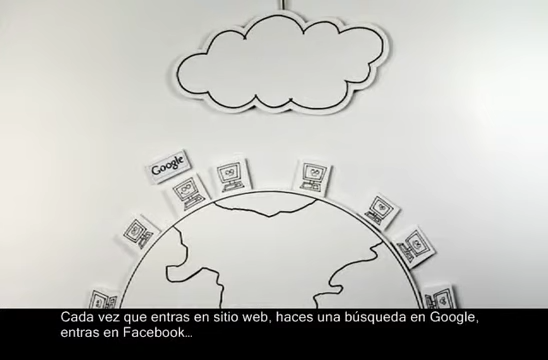 Google
Cada vez que entras en sitio web, haces una búsqueda en Google,
entras en Facebook...